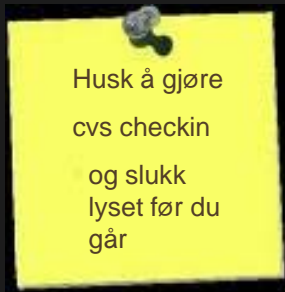 Husk å gjøre
cvs checkin
og slukk
lyset før du
går